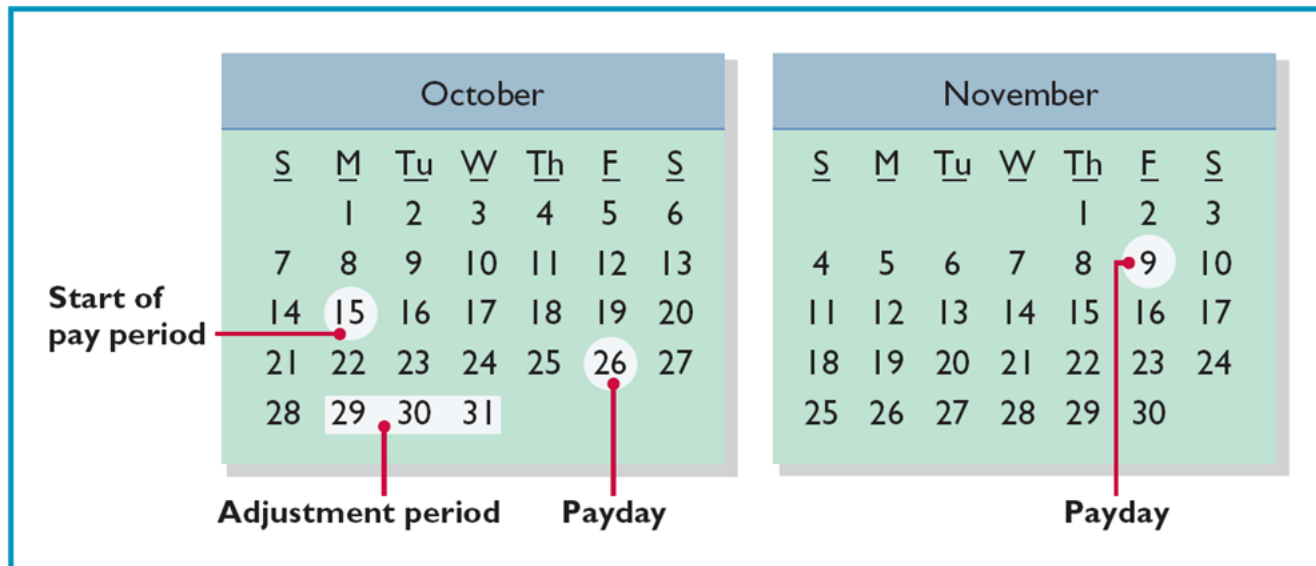 October
S M Tu W Th F S
1 2 3 4 5 6
7 8 9 10 11 12 13
14 15 16 17 18 19 20
21 22 23 24 25 26 27
28 29 30 31
November
S M Tu W Th F S
1 2 3
4 5 6 7 8 9 10
11 12 13 14 15 16 17
18 19 20 21 22 23 24
25 26 27 28 29 30
Start of
pay period
Adjustment period
Payday
Payday